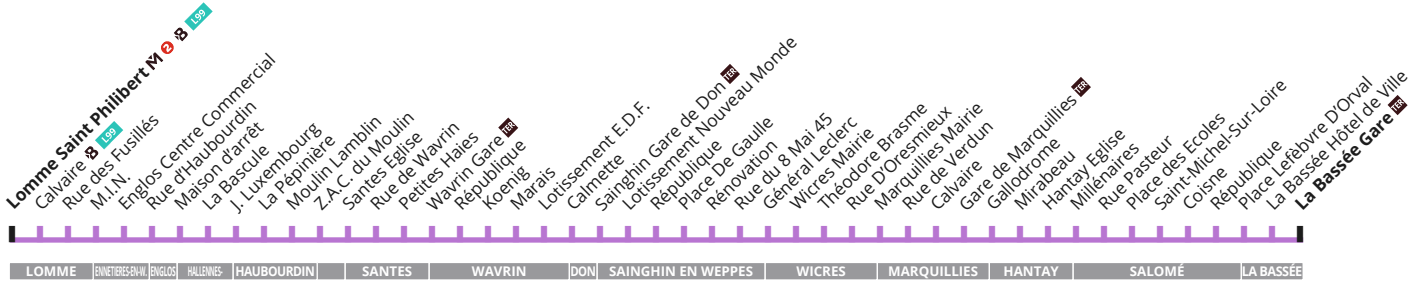 Lomme Saint Philibert M 2 8 L99
Calvaire 8 L99
Rue des Fusillés
M.I.N.
Englos Centre Commercial
Rue d'Haubourdin
Maison d'arrêt
La Bascule
J. Luxembourg
La Pépinière
Moulin Lamblin
Z.A.C. du Moulin
Santes Eglise
Rue de Wavrin
Petites Haies
Wavrin Gare TER
République
Koenig
Marais
Lotissement E.D.F.
Calmette
Sainghin Gare de Don TER
Lotissement Nouveau Monde
République
Place De Gaulle
Rénovation
Rue du 8 Mai 45
Général Leclerc
Wicres Mairie
Théodore Brasme
Rue D'Oresmieux
Marquillies Mairie
Rue de Verdun
Calvaire
Gare de Marquillies TER
Gallodrome
Mirabeau
Hantay Eglise
Millénaires
Rue Pasteur
Place des Ecoles
Saint-Michel-Sur-Loire
Coisne
République
Place Lefèbvre D'Orval
La Bassée Hôtel de Ville
La Bassée Gare TER
LOMME
ENNETIERES-EN-W.
ENGLOS
HALLENNES-
HAUBOURDIN
SANTES
WAVRIN
DON
SAINGHIN EN WEPPES
WICRES
MARQUILLIES
HANTAY
SALOMÉ
LA BASSÉE